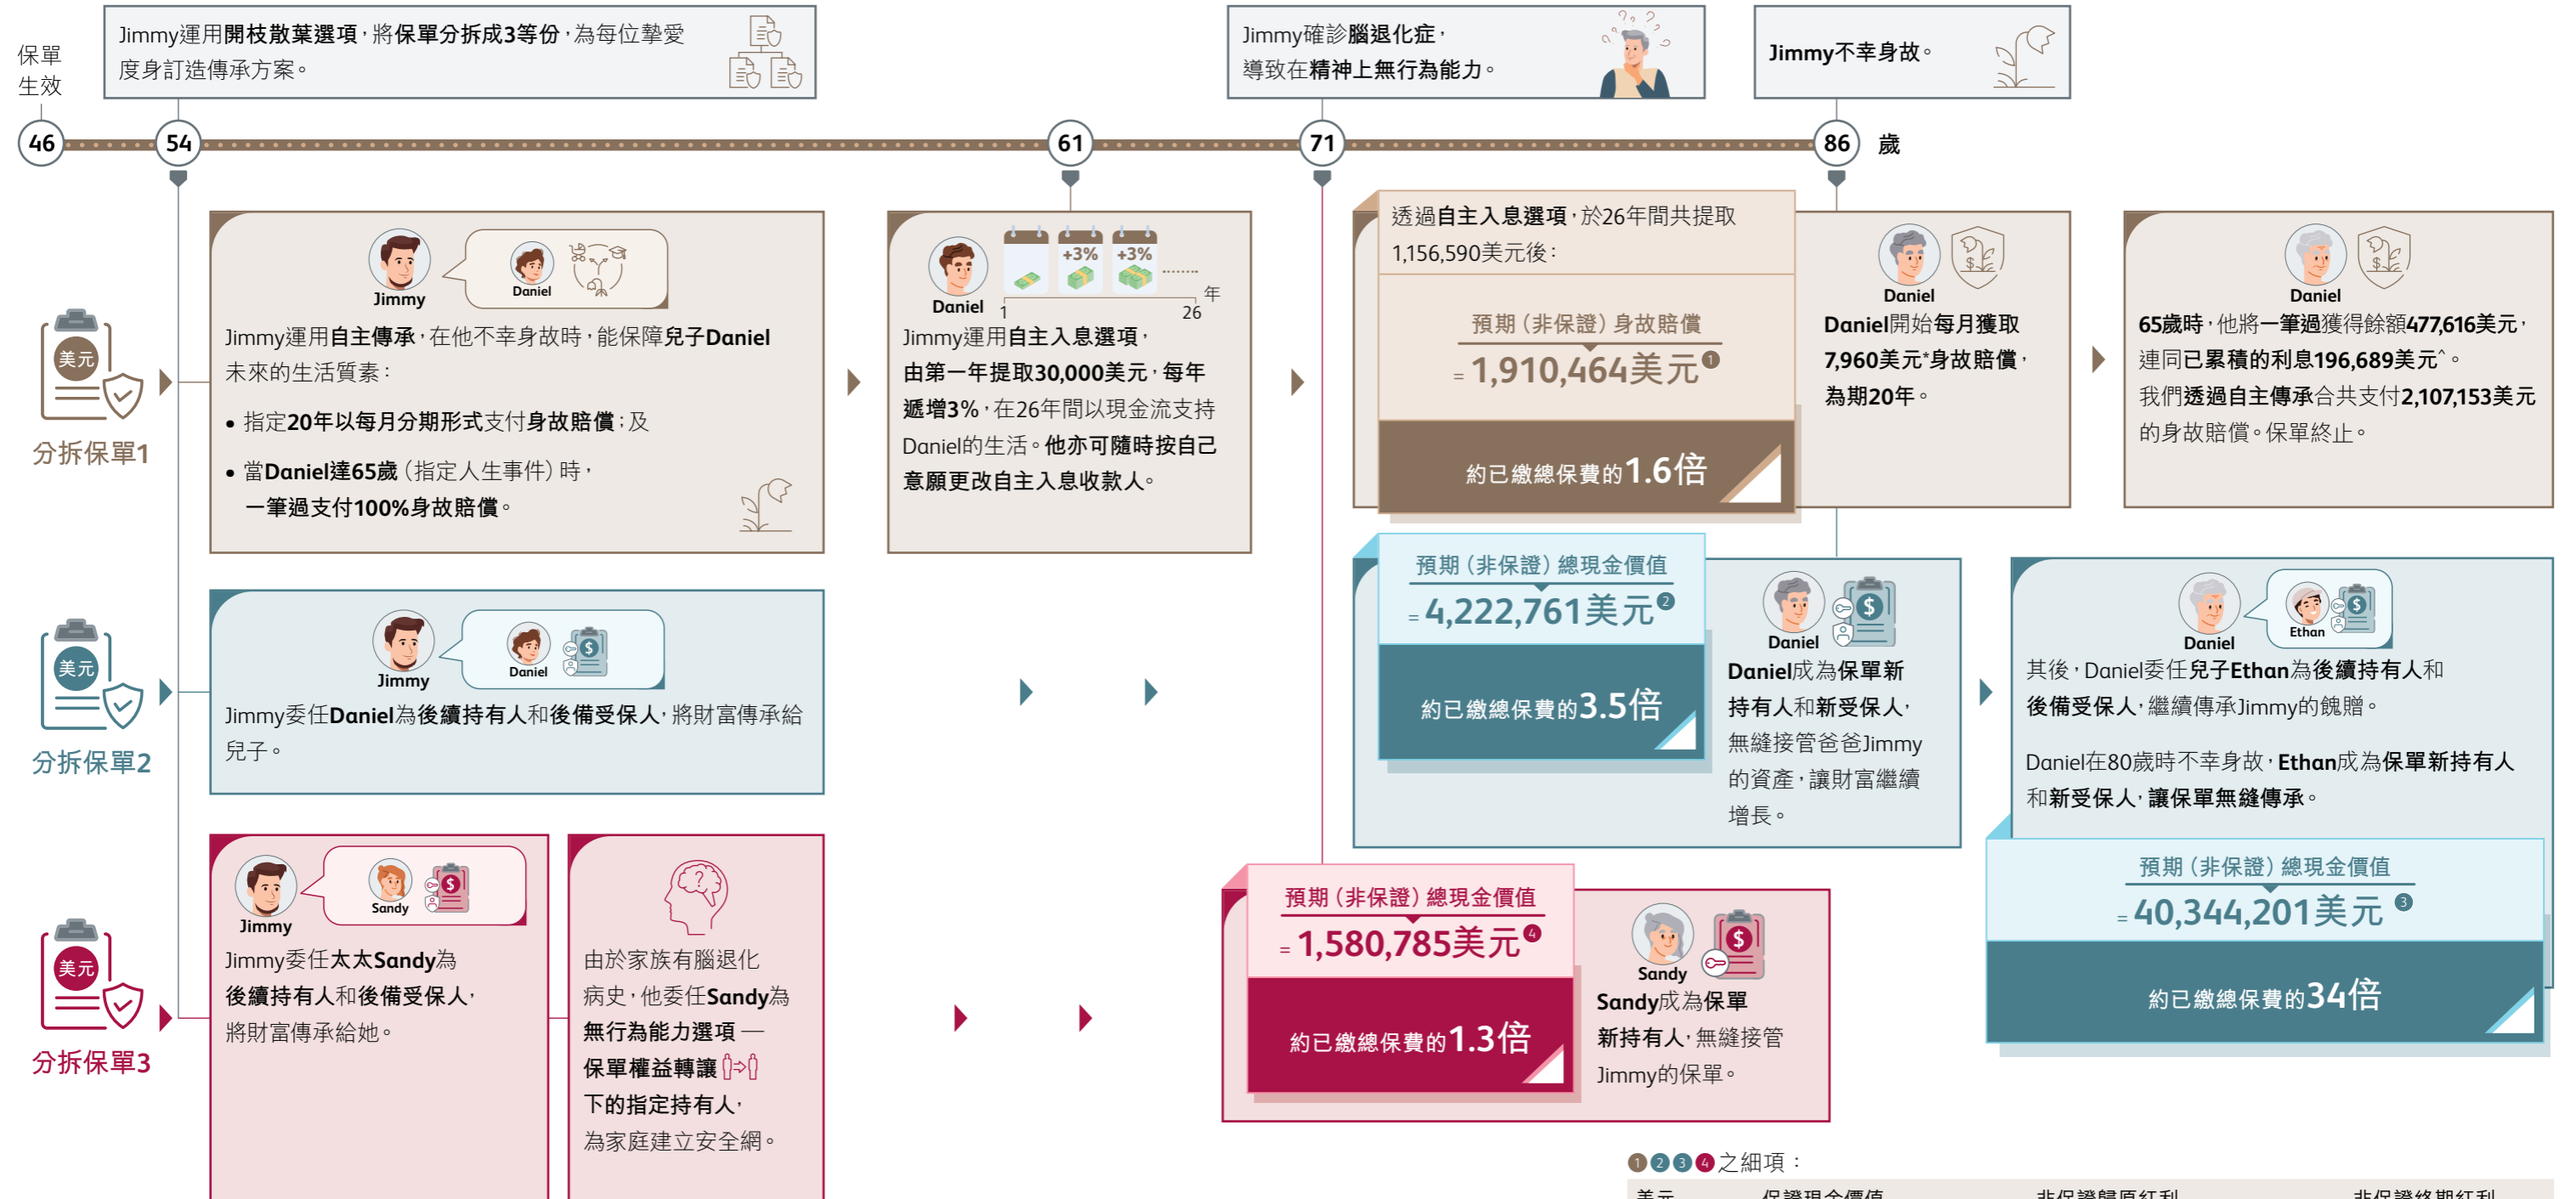 保單
生效
Jimmy運用開枝散葉選項，將保單分拆成3等份，為每位摯愛
度身訂造傳承方案。
Jimmy確診腦退化症，
導致在精神上無行為能力。
Jimmy不幸身故。
46
54
61
71
86
歲
分拆保單1
美元
Jimmy
Daniel
Jimmy運用自主傳承，在他不幸身故時，能保障兒子Daniel
未來的生活質素：
• 指定20年以每月分期形式支付身故賠償；及
• 當Daniel達65歲（指定人生事件）時，
一筆過支付100%身故賠償。
+3%
+3%
........
年
Daniel
1
26
Jimmy運用自主入息選項，
由第一年提取30,000美元，每年
遞增3%，在26年間以現金流支持
Daniel的生活。他亦可隨時按自己
意願更改自主入息收款人。
透過自主入息選項，於26年間共提取
1,156,590美元後：
預期（非保證）身故賠償
= 1,910,464美元❶
約已繳總保費的1.6倍
Daniel
Daniel開始每月獲取
7,960美元*身故賠償，
為期20年。
Daniel
65歲時，他將一筆過獲得餘額477,616美元，
連同已累積的利息196,689美元^。
我們透過自主傳承合共支付2,107,153美元
的身故賠償。保單終止。
美元
分拆保單2
Jimmy
Daniel
Jimmy委任Daniel為後續持有人和後備受保人，將財富傳承給
兒子。
預期（非保證）總現金價值
= 4,222,761美元❷
約已繳總保費的3.5倍
Daniel
Daniel成為保單新
持有人和新受保人，
無縫接管爸爸Jimmy
的資產，讓財富繼續
增長。
Daniel
Ethan
其後，Daniel委任兒子Ethan為後續持有人和
後備受保人，繼續傳承Jimmy的餽贈。
Daniel在80歲時不幸身故，Ethan成為保單新持有人
和新受保人，讓保單無縫傳承。
預期（非保證）總現金價值
= 40,344,201美元❸
約已繳總保費的34倍
美元
分拆保單3
Jimmy
Sandy
Jimmy委任太太Sandy為
後續持有人和後備受保人，
將財富傳承給她。
由於家族有腦退化
病史，他委任Sandy為
無行為能力選項 —
保單權益轉讓
下的指定持有人，
為家庭建立安全網。
預期（非保證）總現金價值
= 1,580,785美元❹
約已繳總保費的1.3倍
Sandy
Sandy成為保單
新持有人，無縫接管
Jimmy的保單。
❶❷❸❹之細項：
美元 保證現金價值 非保證歸原紅利 非保證終期紅利